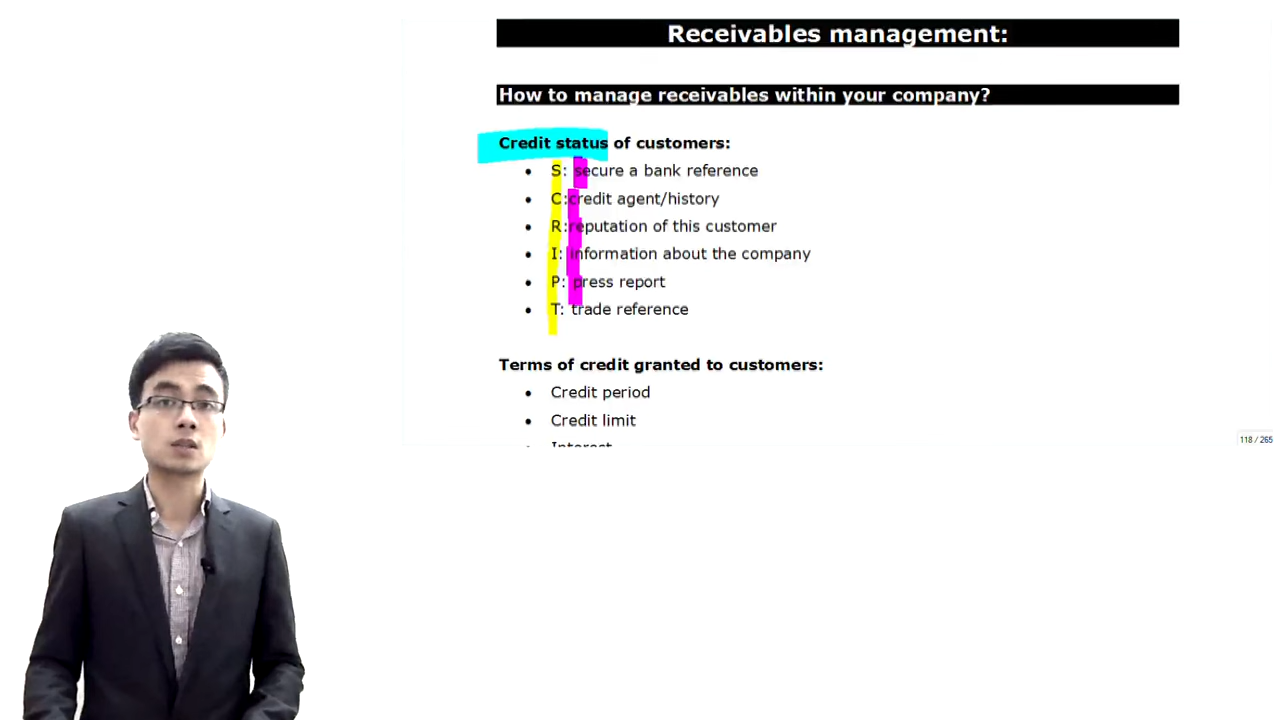 Receivables management:
How to manage receivables within your company?
Credit status of customers:
• S: secure a bank reference
• C:credit agent/history
• R:reputation of this customer
• I: information about the company
• P: press report
• T: trade reference
Terms of credit granted to customers:
• Credit period
• Credit limit
• Interest
118 / 265